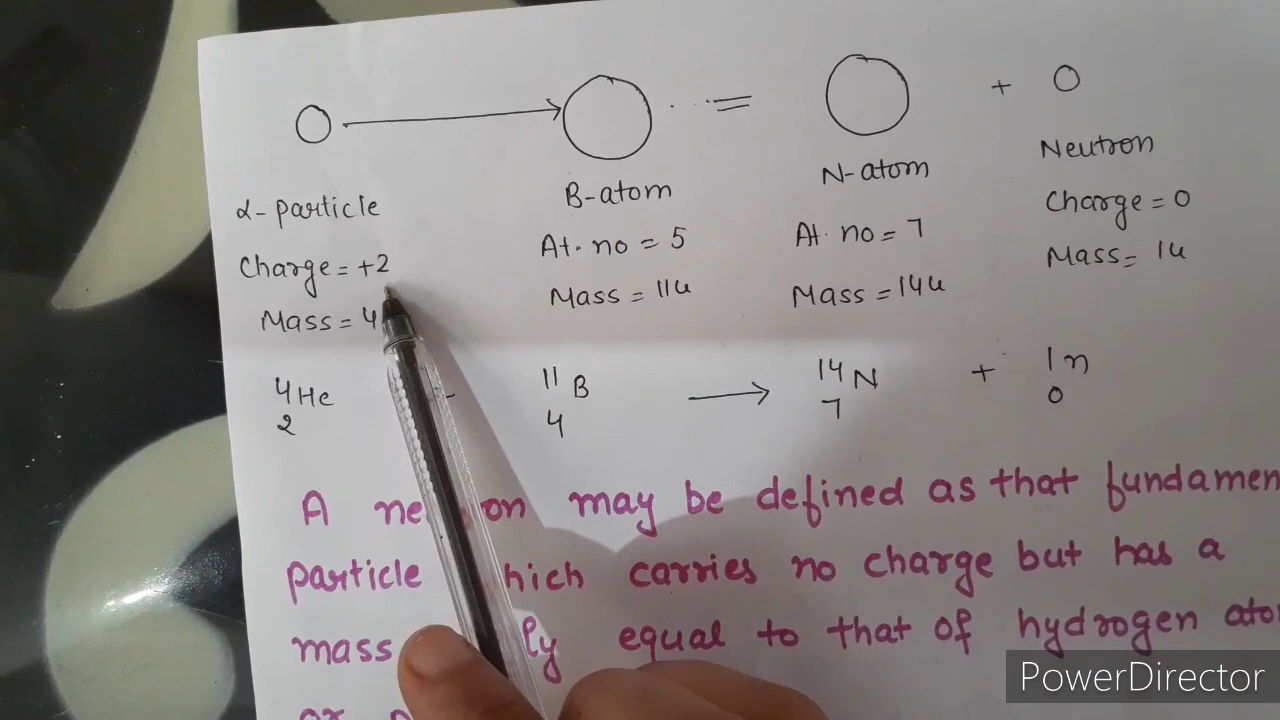 +
α-particle B-atom = N-atom Neutron
Charge = +2 At. no = 5 At. no = 7 Charge = 0
Mass = 4 Mass = 11u Mass = 14u Mass = 1u
4 He 11 B → 14 N + 1 n
2 4 7 0
A may be defined as that
particle carries no charge but has a
mass equal to that of hydrogen
PowerDirector